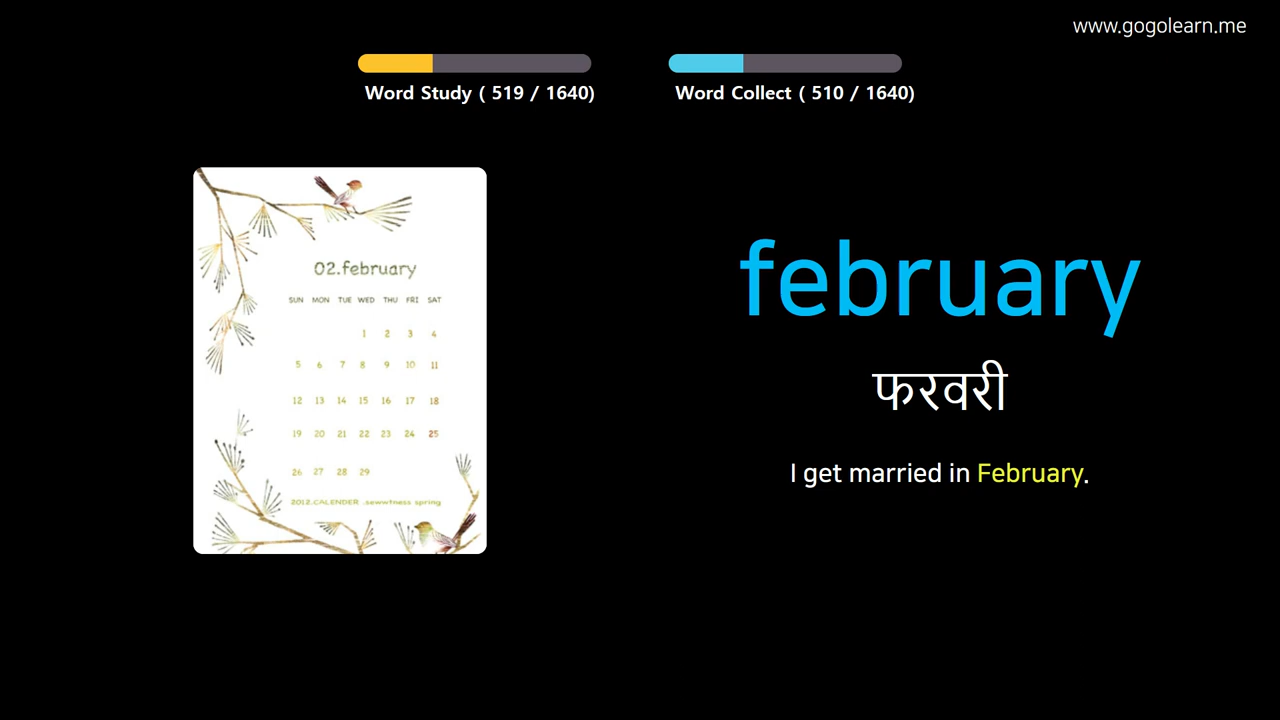 www.gogolearn.me
Word Study ( 519 / 1640)
Word Collect ( 510 / 1640)
02.february
SUN MON TUE WED THU FRI SAT
1 2 3 4
5 6 7 8 9 10 11
12 13 14 15 16 17 18
19 20 21 22 23 24 25
26 27 28 29
2012.CALENDER .sewwtness spring
february
फरवरी
I get married in February.